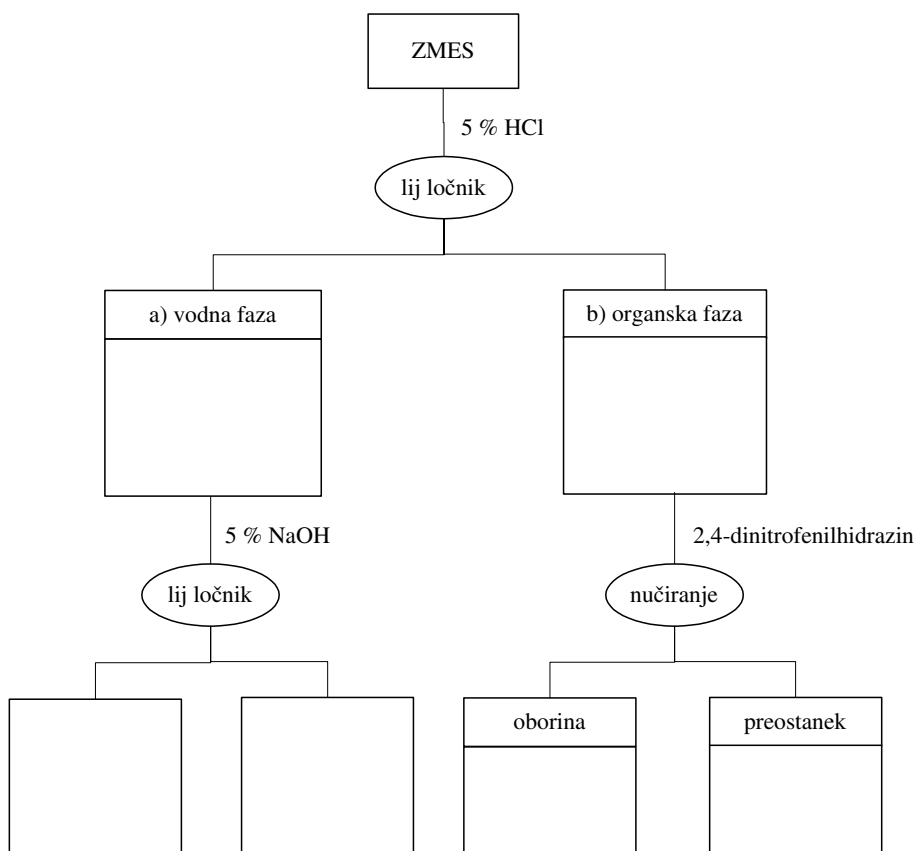 ZMES
5 % HCl
lij ločnik
a) vodna faza
b) organska faza
5 % NaOH
2,4-dinitrofenilhidrazin
lij ločnik
nučiranje
oborina
preostanek